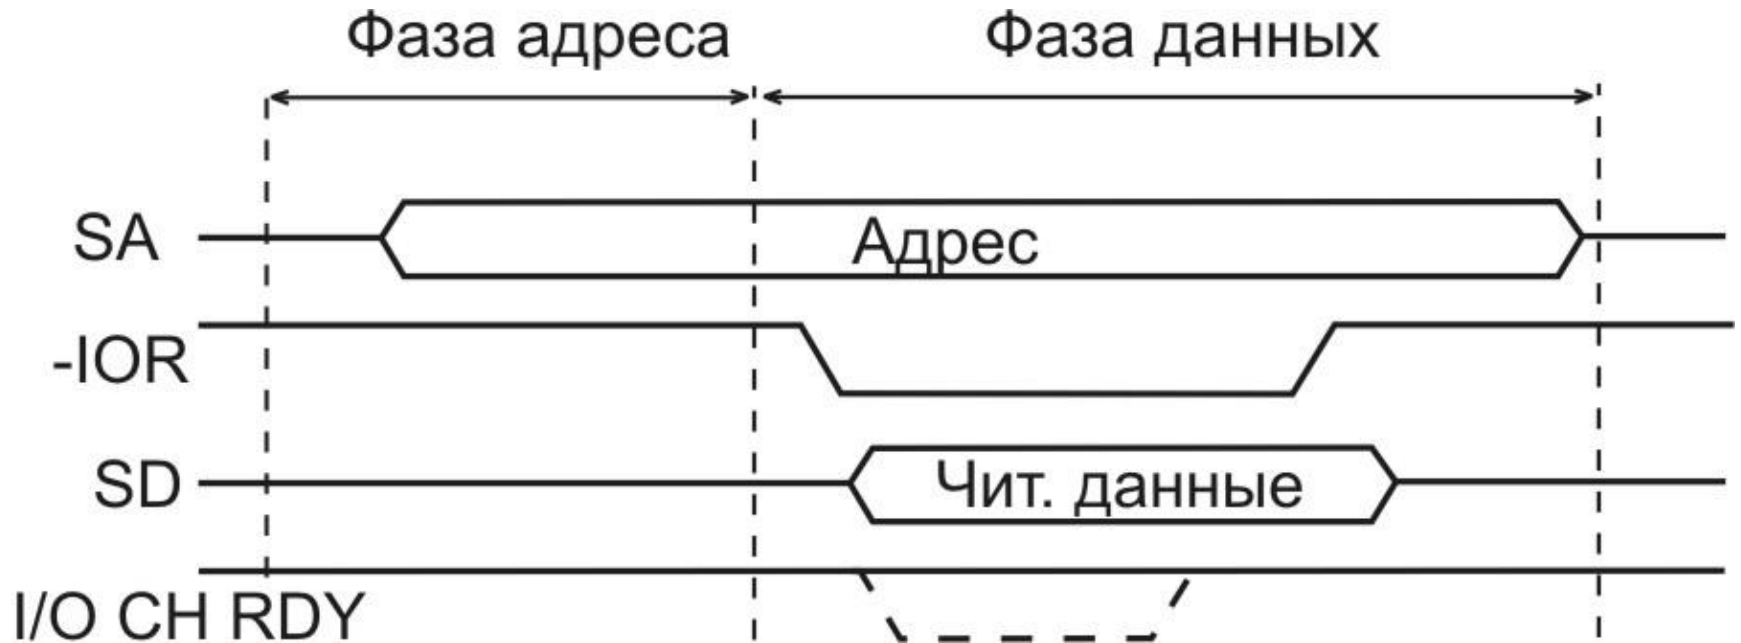 Фаза адреса Фаза данных
SA Адрес
-IOR
SD Чит. данные
I/O CH RDY